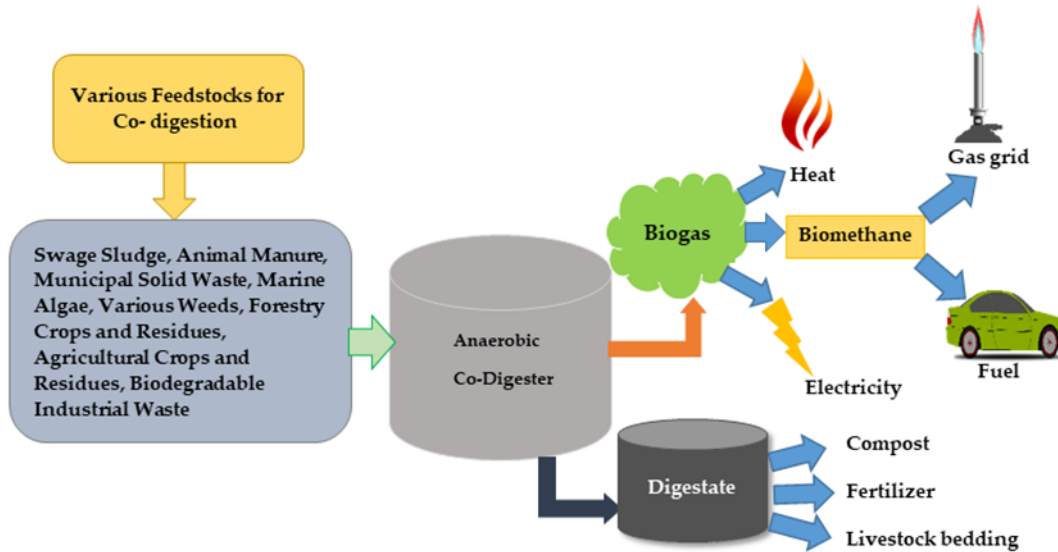 Various Feedstocks for
Co- digestion
Swage Sludge, Animal Manure,
Municipal Solid Waste, Marine
Algae, Various Weeds, Forestry
Crops and Residues,
Agricultural Crops and
Residues, Biodegradable
Industrial Waste
Anaerobic
Co-Digester
Biogas
Heat
Biomethane
Gas grid
Fuel
Electricity
Digestate
Compost
Fertilizer
Livestock bedding